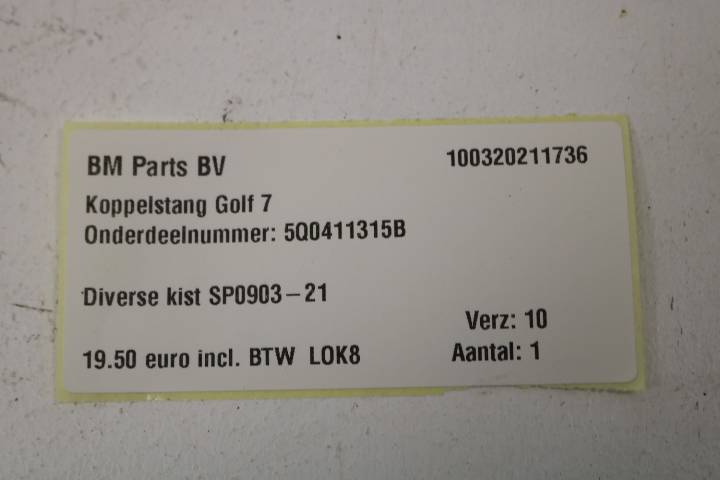 BM Parts BV 100320211736
Koppelstang Golf 7
Onderdeelnummer: 5Q0411315B
Diverse kist SP0903-21
Verz: 10
19.50 euro incl. BTW LOK8 Aantal: 1